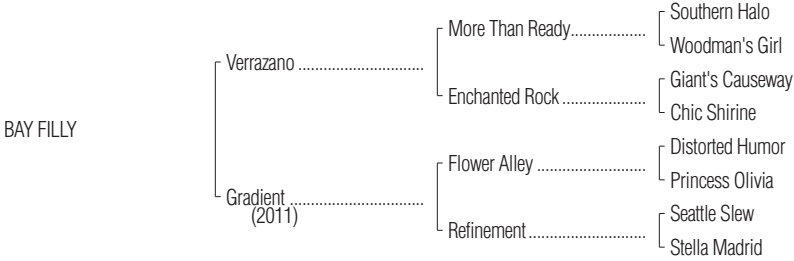 Southern Halo
More Than Ready..................
Woodman's Girl
Verrazano ..............................
Giant's Causeway
Enchanted Rock ....................
Chic Shirine
BAY FILLY
Distorted Humor
Flower Alley ..........................
Princess Olivia
Gradient ................................
(2011)
Seattle Slew
Refinement............................
Stella Madrid